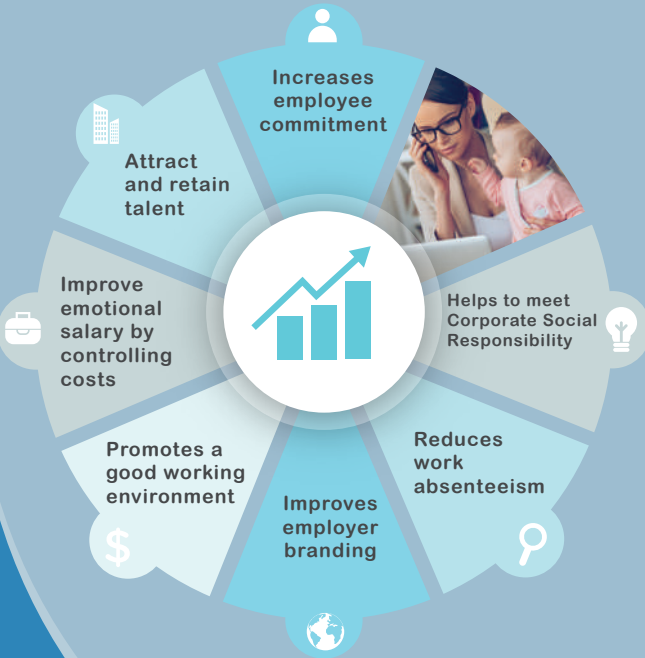 Increases
employee
commitment
Attract
and retain
talent
Improve
emotional
salary by
controlling
costs
Helps to meet
Corporate Social
Responsibility
Promotes a
good working
environment
Reduces
work
absenteeism
Improves
employer
branding
$